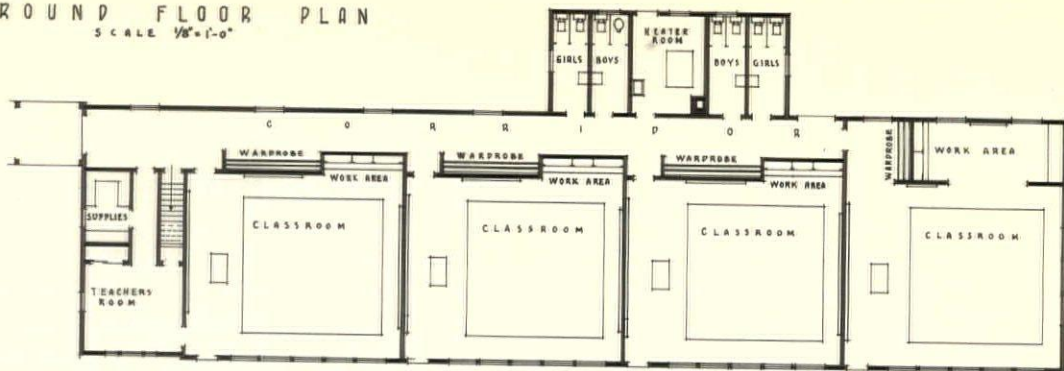 ROUND FLOOR PLAN
SCALE 1/8"=1'-0"
GIRLS
BOYS
HEATER
ROOM
BOYS
GIRLS
CORRIDOR
WARDROBE
WORK AREA
WARDROBE
WORK AREA
WARDROBE
WORK AREA
WARDROBE
WORK AREA
SUPPLIES
TEACHERS
ROOM
CLASSROOM
CLASSROOM
CLASSROOM
CLASSROOM